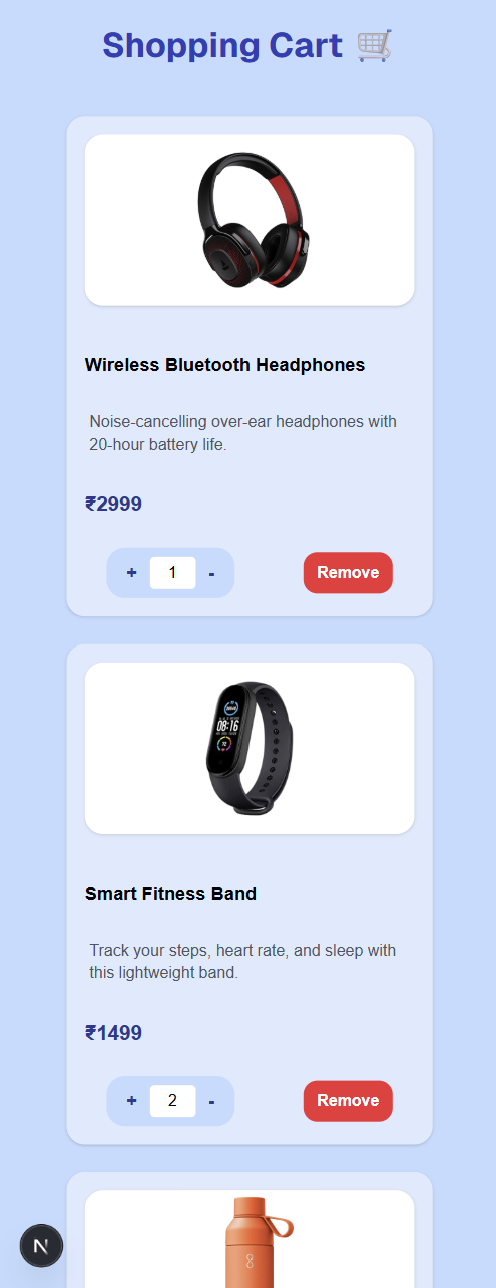 Shopping Cart 🛒
Wireless Bluetooth Headphones
Noise-cancelling over-ear headphones with
20-hour battery life.
₹2999
+ 1 - Remove
08:16
Smart Fitness Band
Track your steps, heart rate, and sleep with
this lightweight band.
₹1499
+ 2 - Remove
N